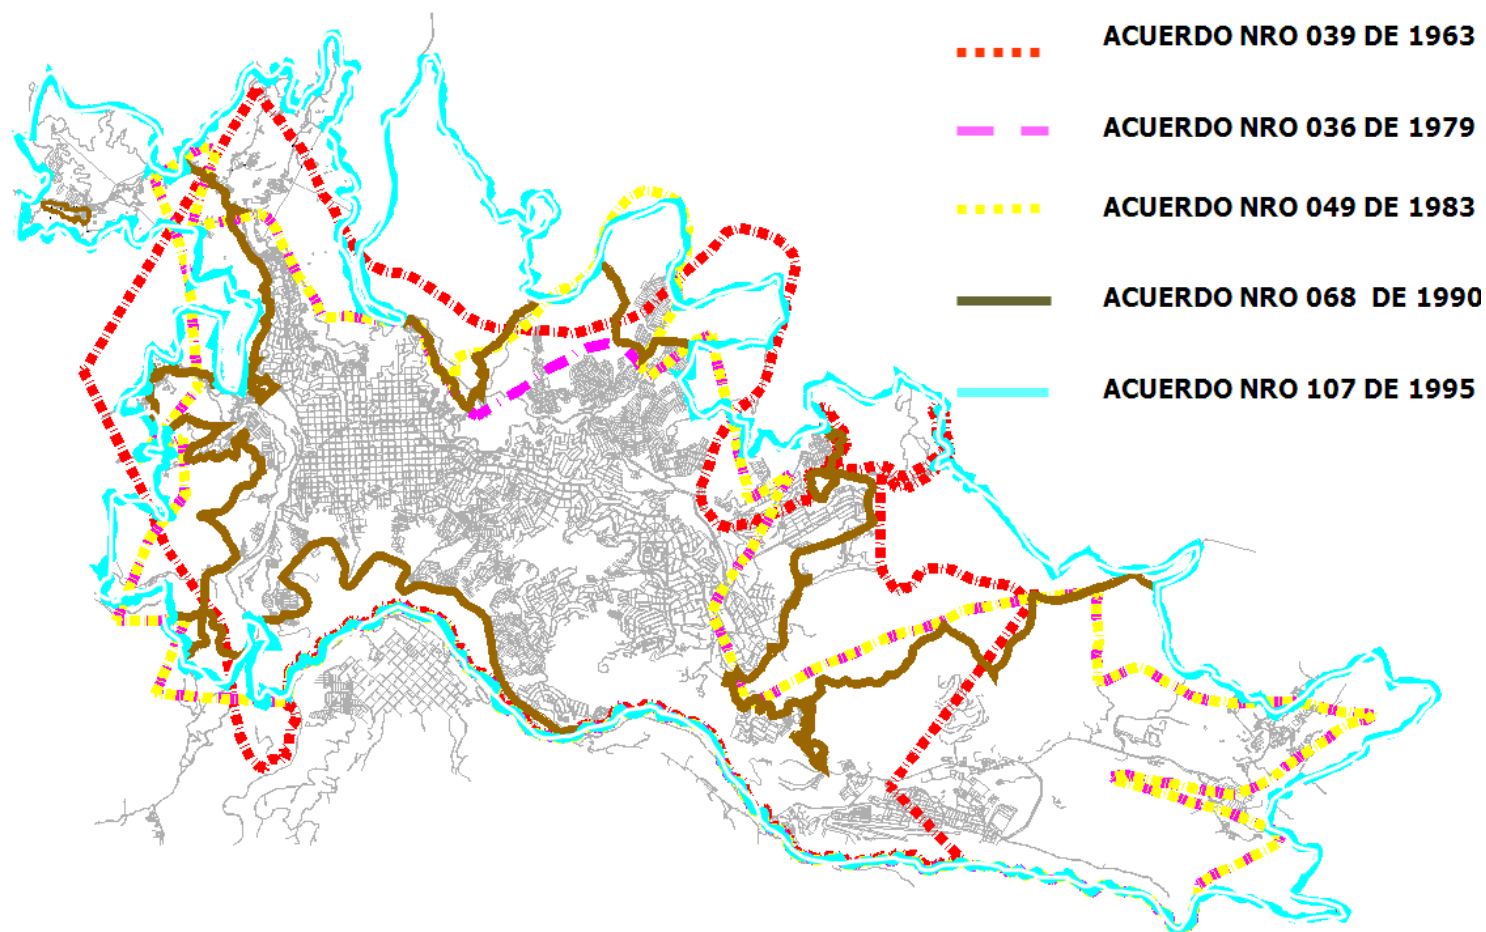 ACUERDO NRO 039 DE 1963
ACUERDO NRO 036 DE 1979
ACUERDO NRO 049 DE 1983
ACUERDO NRO 068 DE 1990
ACUERDO NRO 107 DE 1995